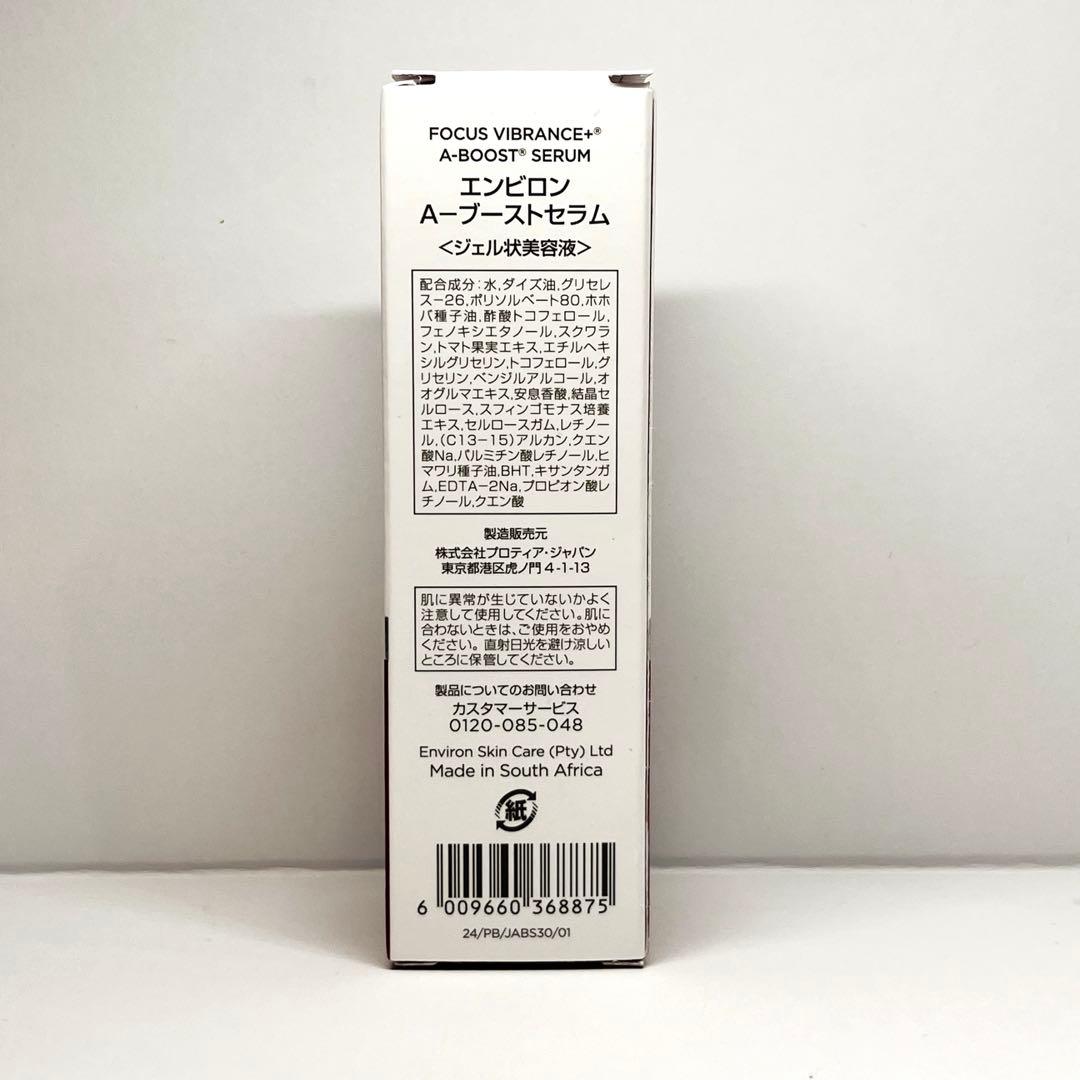 FOCUS VIBRANCE+®
A-BOOST® SERUM
エンビロン
A−ブーストセラム
＜ジェル状美容液＞
配合成分：水,ダイズ油,グリセレ
ス−26,ポリソルベート80,ホホ
バ種子油,酢酸トコフェロール,
フェノキシエタノール,スクワラ
ン,トマト果実エキス,エチルヘキ
シルグリセリン,トコフェロール,グ
リセリン,ベンジルアルコール,オ
オグルマエキス,安息香酸,結晶セ
ルロース,スフィンゴモナス培養
エキス,セルロースガム,レチノー
ル,(C13−15)アルカン,クエン
酸Na,パルミチン酸レチノール,ヒ
マワリ種子油,BHT,キサンタンガ
ム,EDTA−2Na,プロピオン酸レ
チノール,クエン酸
製造販売元
株式会社プロティア・ジャパン
東京都港区虎ノ門 4-1-13
肌に異常が生じていないかよく
注意して使用してください。肌に
合わないときは、ご使用をおやめ
ください。直射日光を避け涼しい
ところに保管してください。
製品についてのお問い合わせ
カスタマーサービス
0120-085-048
Environ Skin Care (Pty) Ltd
Made in South Africa
紙
6 009660 368875
24/PB/JABS30/01